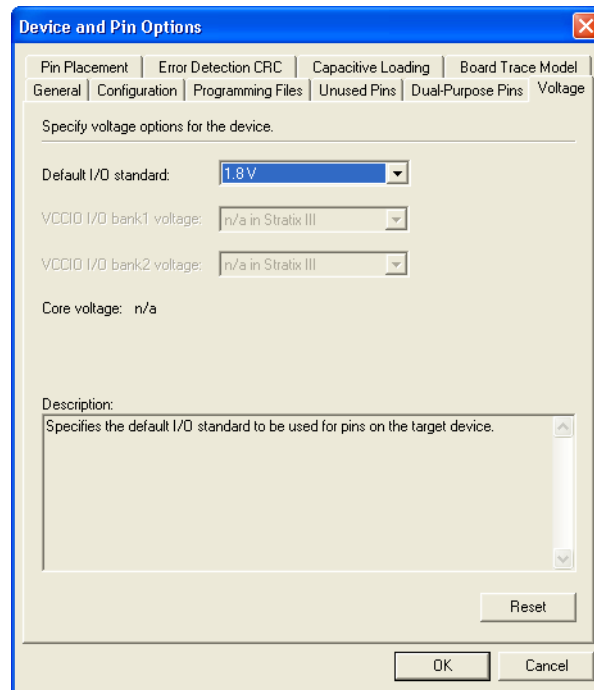 Device and Pin Options
Pin Placement Error Detection CRC Capacitive Loading Board Trace Model
General Configuration Programming Files Unused Pins Dual-Purpose Pins Voltage
Specify voltage options for the device.
Default I/O standard: 1.8 V
VCCIO I/O bank1 voltage: n/a in Stratix III
VCCIO I/O bank2 voltage: n/a in Stratix III
Core voltage: n/a
Description:
Specifies the default I/O standard to be used for pins on the target device.
Reset
OK Cancel